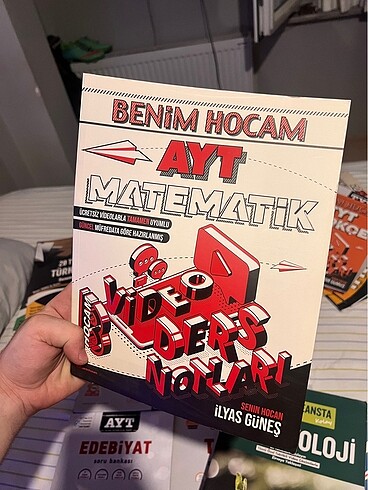 BENİM HOCAM
AYT
MATEMATİK
ÜCRETSİZ VİDEOLARLA TAMAMEN UYUMLU
GÜNCEL MÜFREDATA GÖRE HAZIRLANMIŞ
VİDEO
DERS
NOTLARI
SENİN HOCAN
İLYAS GÜNEŞ
AYT
EDEBİYAT
soru bankası
OLOJİ